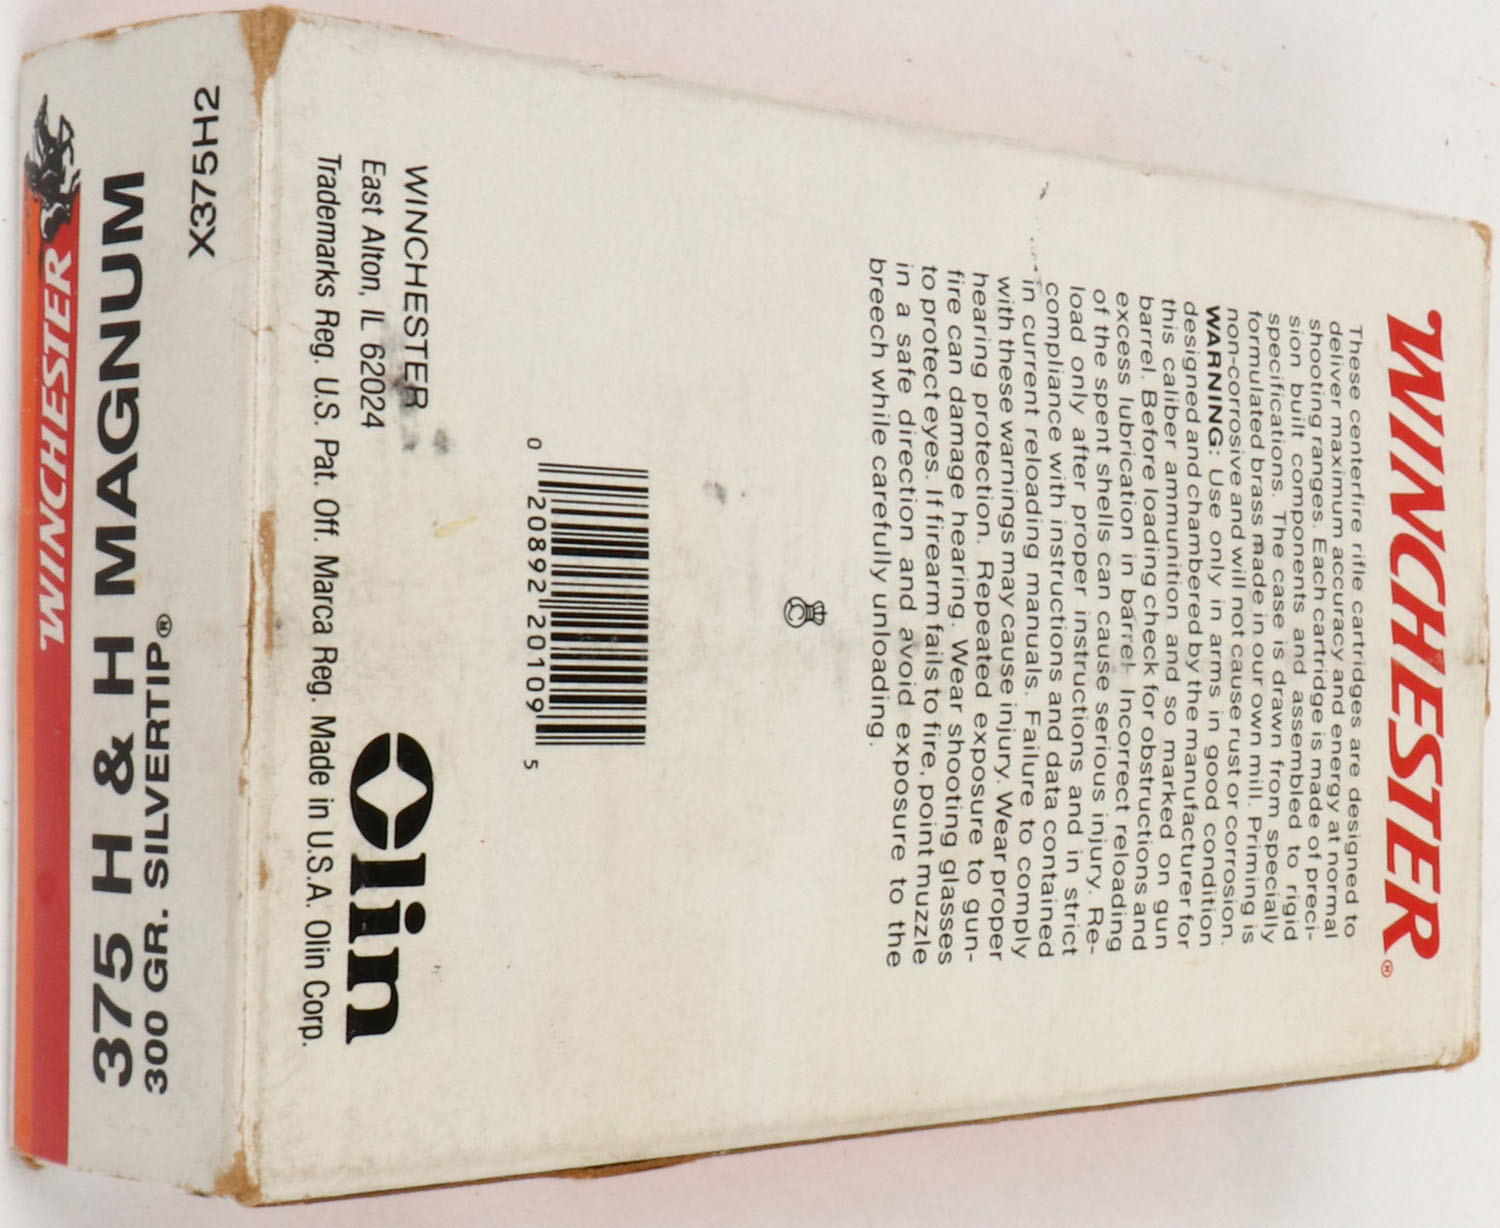 WINCHESTER®
These centerfire rifle cartridges are designed to
deliver maximum accuracy and energy at normal
shooting ranges. Each cartridge is made of preci-
sion built components and assembled to rigid
specifications. The case is drawn from specially
formulated brass made in our own mill. Priming is
non-corrosive and will not cause rust or corrosion.
WARNING: Use only in arms in good condition
designed and chambered by the manufacturer for
this caliber ammunition and so marked on gun
barrel. Before loading check for obstructions and
excess lubrication in barrel. Incorrect reloading
of the spent shells can cause serious injury. Re-
load only after proper instructions and in strict
compliance with instructions and data contained
in current reloading manuals. Failure to comply
with these warnings may cause injury. Wear proper
hearing protection. Repeated exposure to gun-
fire can damage hearing. Wear shooting glasses
to protect eyes. If firearm fails to fire, point muzzle
in a safe direction and avoid exposure to the
breech while carefully unloading.
0 20892 20109 5
WINCHESTER
East Alton, IL 62024
Olin
Trademarks Reg. U.S. Pat. Off. Marca Reg. Made in U.S.A. Olin Corp.
X375H2
300 GR. SILVERTIP®
375 H & H MAGNUM
WINCHESTER